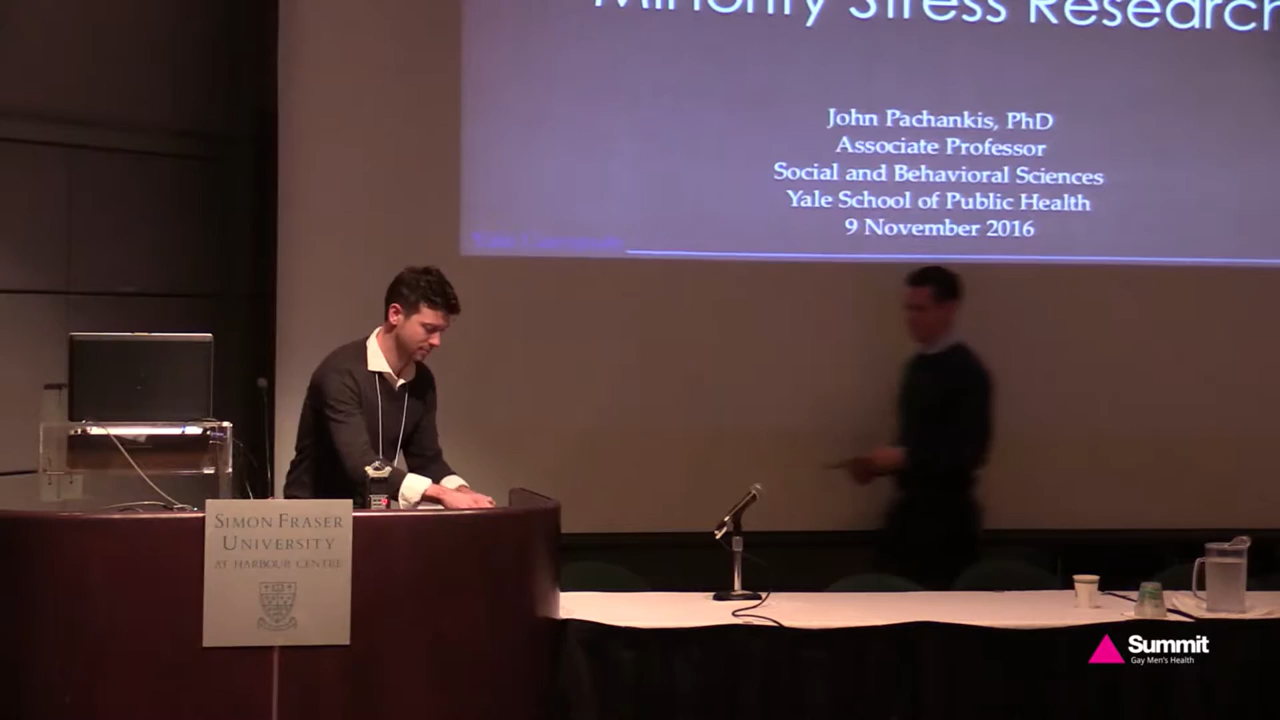 Minority Stress Research
John Pachankis, PhD
Associate Professor
Social and Behavioral Sciences
Yale School of Public Health
9 November 2016
SIMON FRASER
UNIVERSITY
AT HARBOUR CENTRE
Summit
Gay Men's Health